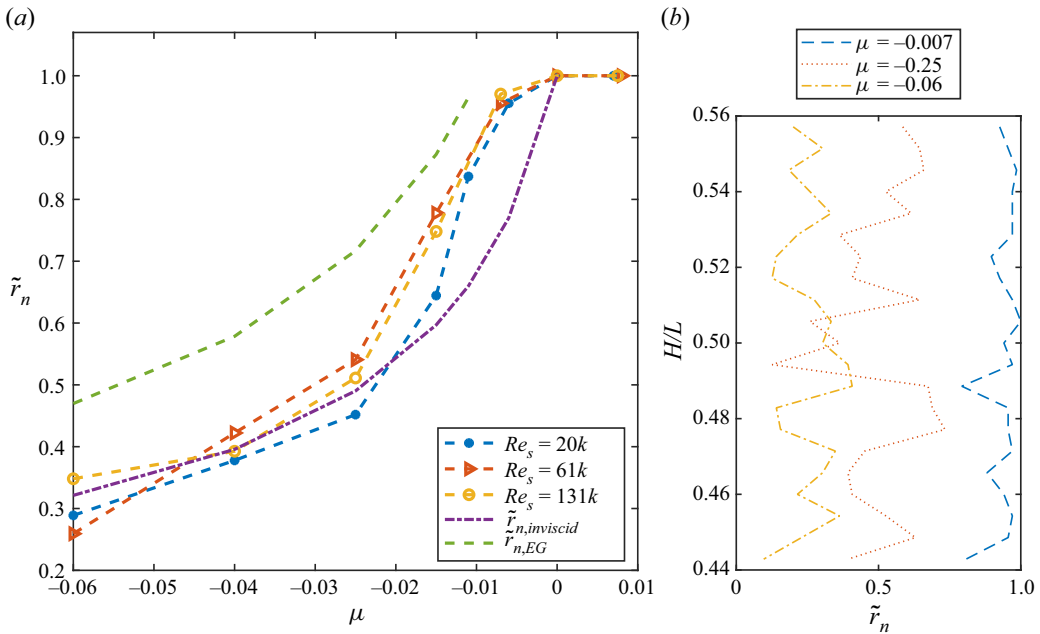 (a)
1.0
0.9
0.8
0.7
r̃n
0.6
0.5
0.4
0.3
0.2
−0.06
−0.05
−0.04
−0.03
−0.02
−0.01
0
0.01
μ
Res = 20k
Res = 61k
Res = 131k
r̃n,inviscid
r̃n,EG
(b)
μ = –0.007
μ = –0.25
μ = –0.06
0.56
0.54
0.52
H/L
0.50
0.48
0.46
0.44
0
0.5
1.0
r̃n